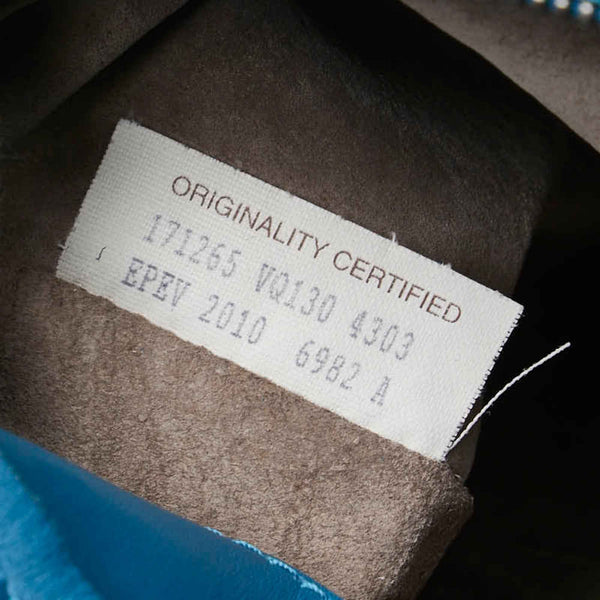 ORIGINALITY CERTIFIED
171265 VQ130 4303
EPEV 2010 6982 A